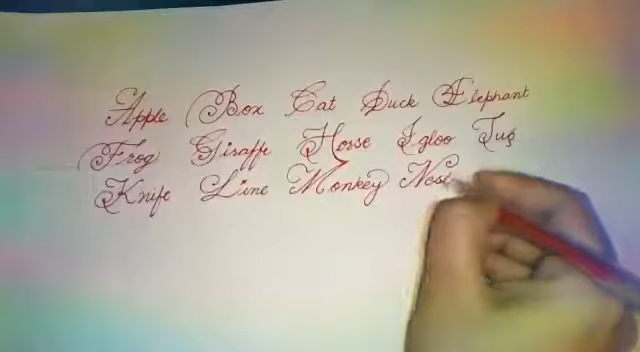 Apple Box Cat Duck Elephant
Frog Giraffe Horse Igloo Jug
Knife Line Monkey Nest